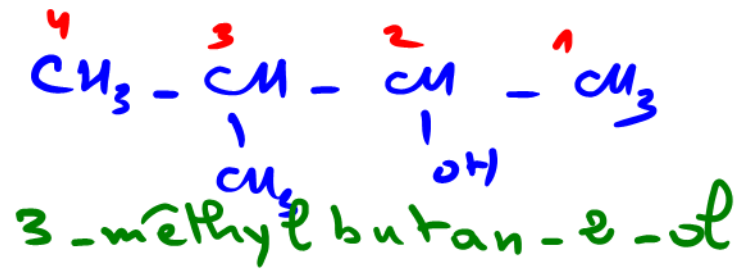 4 3 2 1
CH3 - CH - CH - CH3
CH3 OH
3-méthylbutan-2-ol